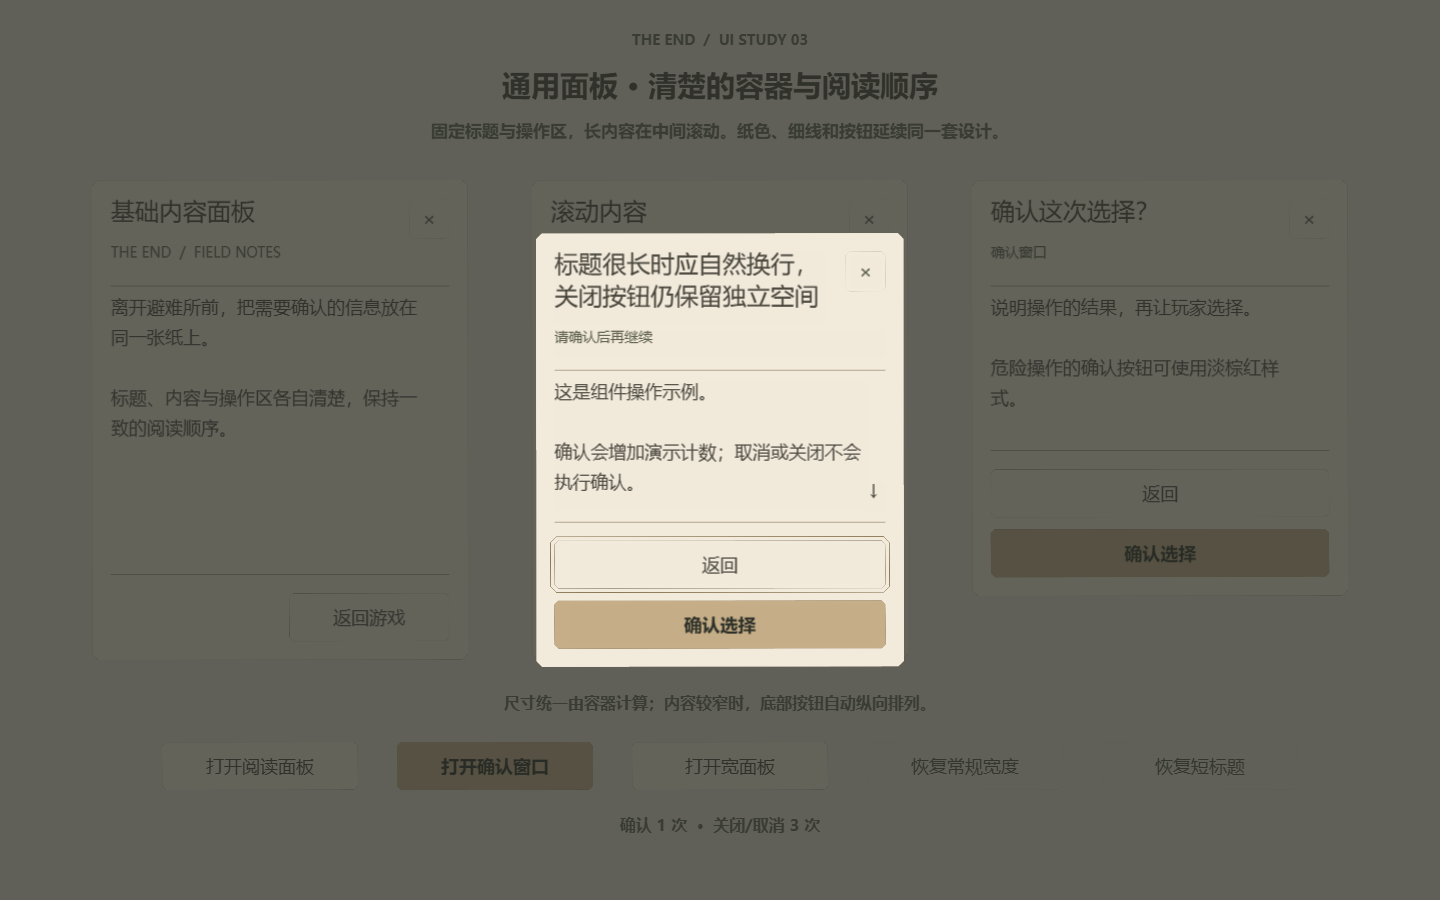 THE END / UI STUDY 03
通用面板 • 清楚的容器与阅读顺序
固定标题与操作区，长内容在中间滚动。纸色、细线和按钮延续同一套设计。
基础内容面板
×
THE END / FIELD NOTES
离开避难所前，把需要确认的信息放在
同一张纸上。
标题、内容与操作区各自清楚，保持一
致的阅读顺序。
返回游戏
滚动内容
×
标题很长时应自然换行，
关闭按钮仍保留独立空间
×
请确认后再继续
这是组件操作示例。
确认会增加演示计数；取消或关闭不会
执行确认。
↓
返回
确认选择
确认这次选择？
×
确认窗口
说明操作的结果，再让玩家选择。
危险操作的确认按钮可使用淡棕红样
式。
返回
确认选择
尺寸统一由容器计算；内容较窄时，底部按钮自动纵向排列。
打开阅读面板
打开确认窗口
打开宽面板
恢复常规宽度
恢复短标题
确认 1 次 • 关闭/取消 3 次